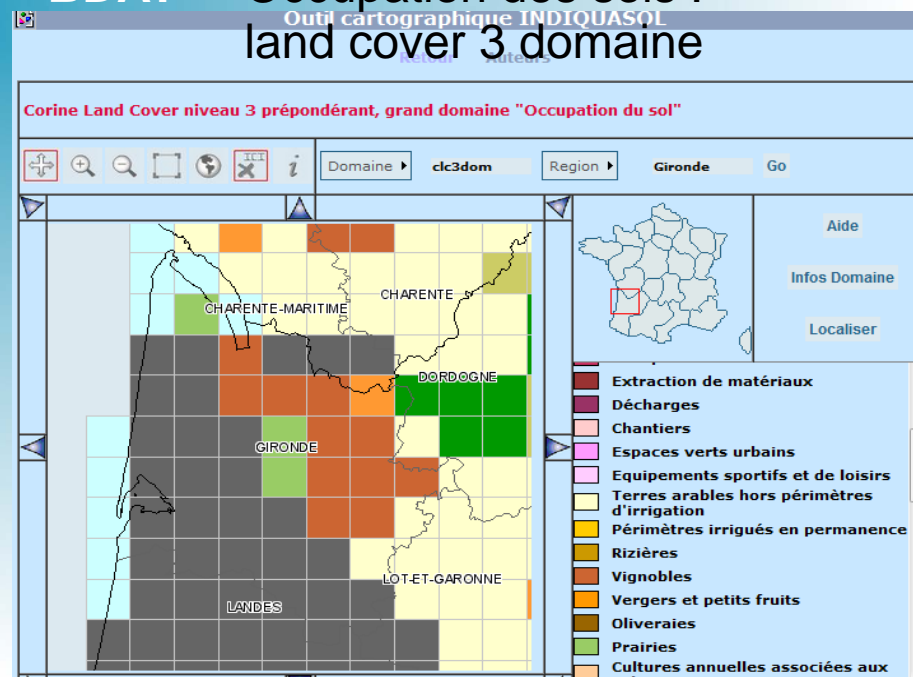 Outil cartographique INDIQUASOL
land cover 3 domaine
Retour Auteurs
Corine Land Cover niveau 3 prépondérant, grand domaine "Occupation du sol"
ICI
i
Domaine
clc3dom
Region
Gironde
Go
Aide
Infos Domaine
Localiser
CHARENTE
CHARENTE-MARITIME
DORDOGNE
GIRONDE
LOT-ET-GARONNE
LANDES
Extraction de matériaux
Décharges
Chantiers
Espaces verts urbains
Equipements sportifs et de loisirs
Terres arables hors périmètres
d'irrigation
Périmètres irrigués en permanence
Rizières
Vignobles
Vergers et petits fruits
Oliveraies
Prairies
Cultures annuelles associées aux